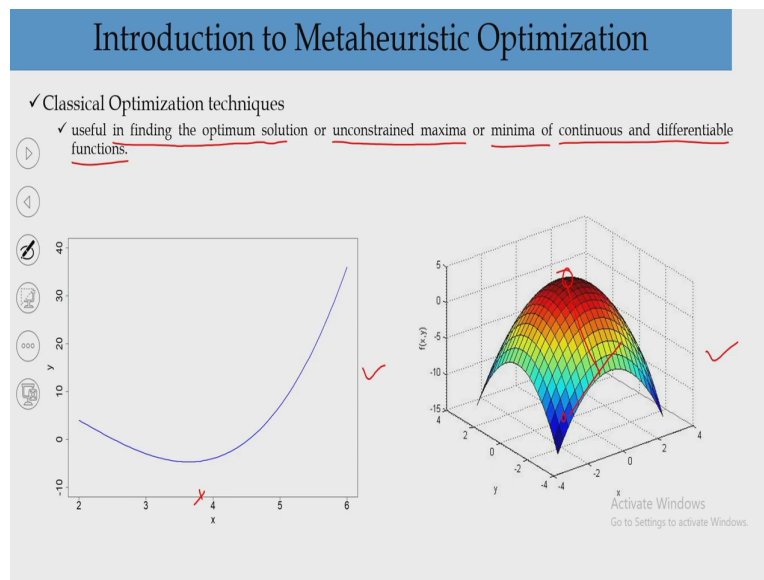 Introduction to Metaheuristic Optimization
✓Classical Optimization techniques
✓ useful in finding the optimum solution or unconstrained maxima or minima of continuous and differentiable
functions.
40
30
20
10
0
-10
y
2 3 4 5 6
x
5
0
-5
-10
-15
f(x,y)
4
2
0
-2
-4
y
-4
-2
0
2
4
x
Activate Windows
Go to Settings to activate Windows.